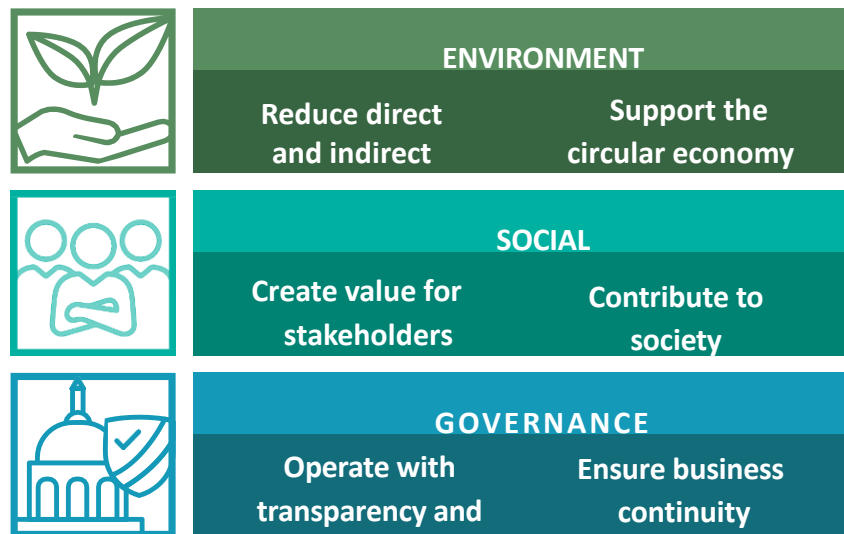 ENVIRONMENT
Reduce direct
and indirect
Support the
circular economy
SOCIAL
Create value for
stakeholders
Contribute to
society
GOVERNANCE
Operate with
transparency and
Ensure business
continuity